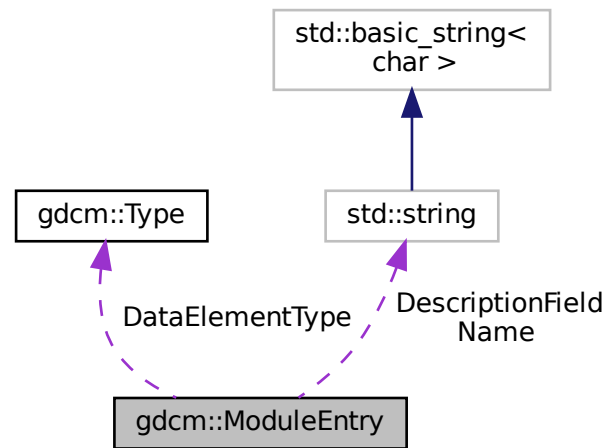 std::basic_string<
char >
gdcm::Type
std::string
DataElementType
DescriptionField
Name
gdcm::ModuleEntry